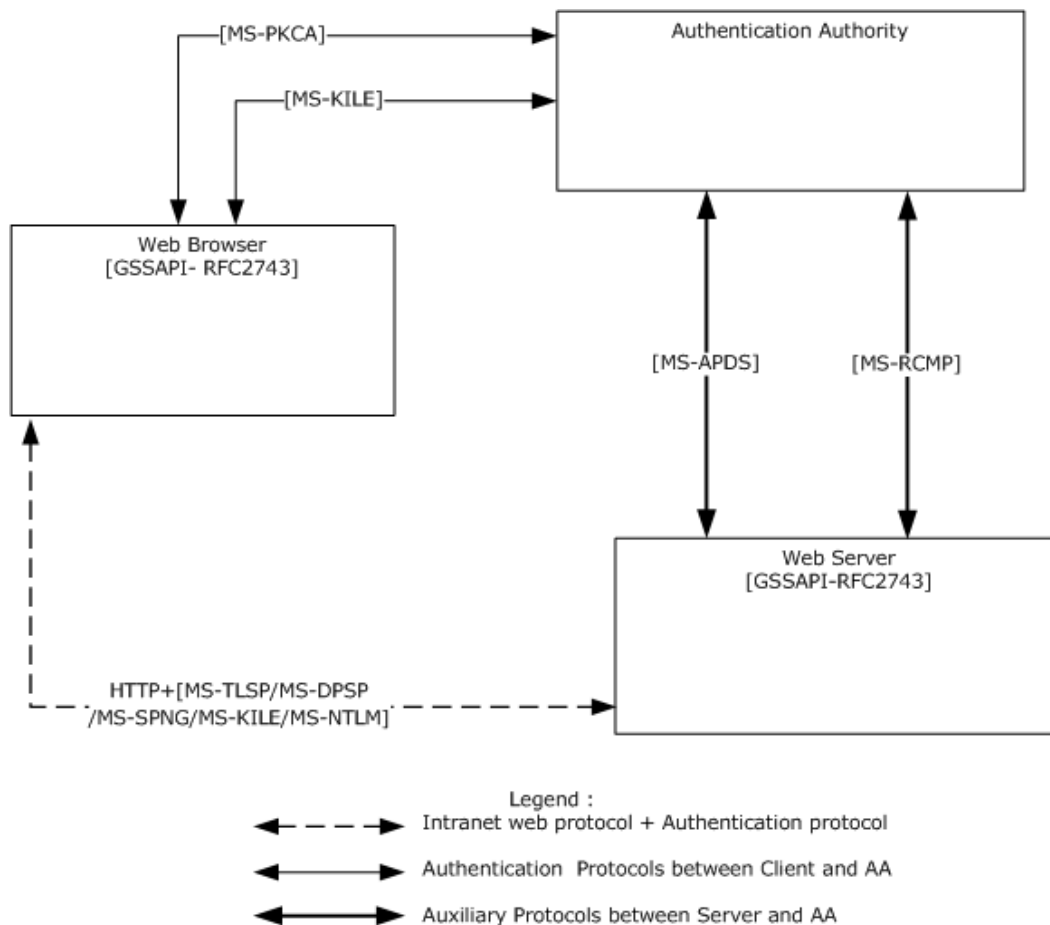 [MS-PKCA]
Authentication Authority
[MS-KILE]
Web Browser
[GSSAPI- RFC2743]
[MS-APDS]
[MS-RCMP]
Web Server
[GSSAPI-RFC2743]
HTTP+[MS-TLSP/MS-DPSP
/MS-SPNG/MS-KILE/MS-NTLM]
Legend :
Intranet web protocol + Authentication protocol
Authentication Protocols between Client and AA
Auxiliary Protocols between Server and AA